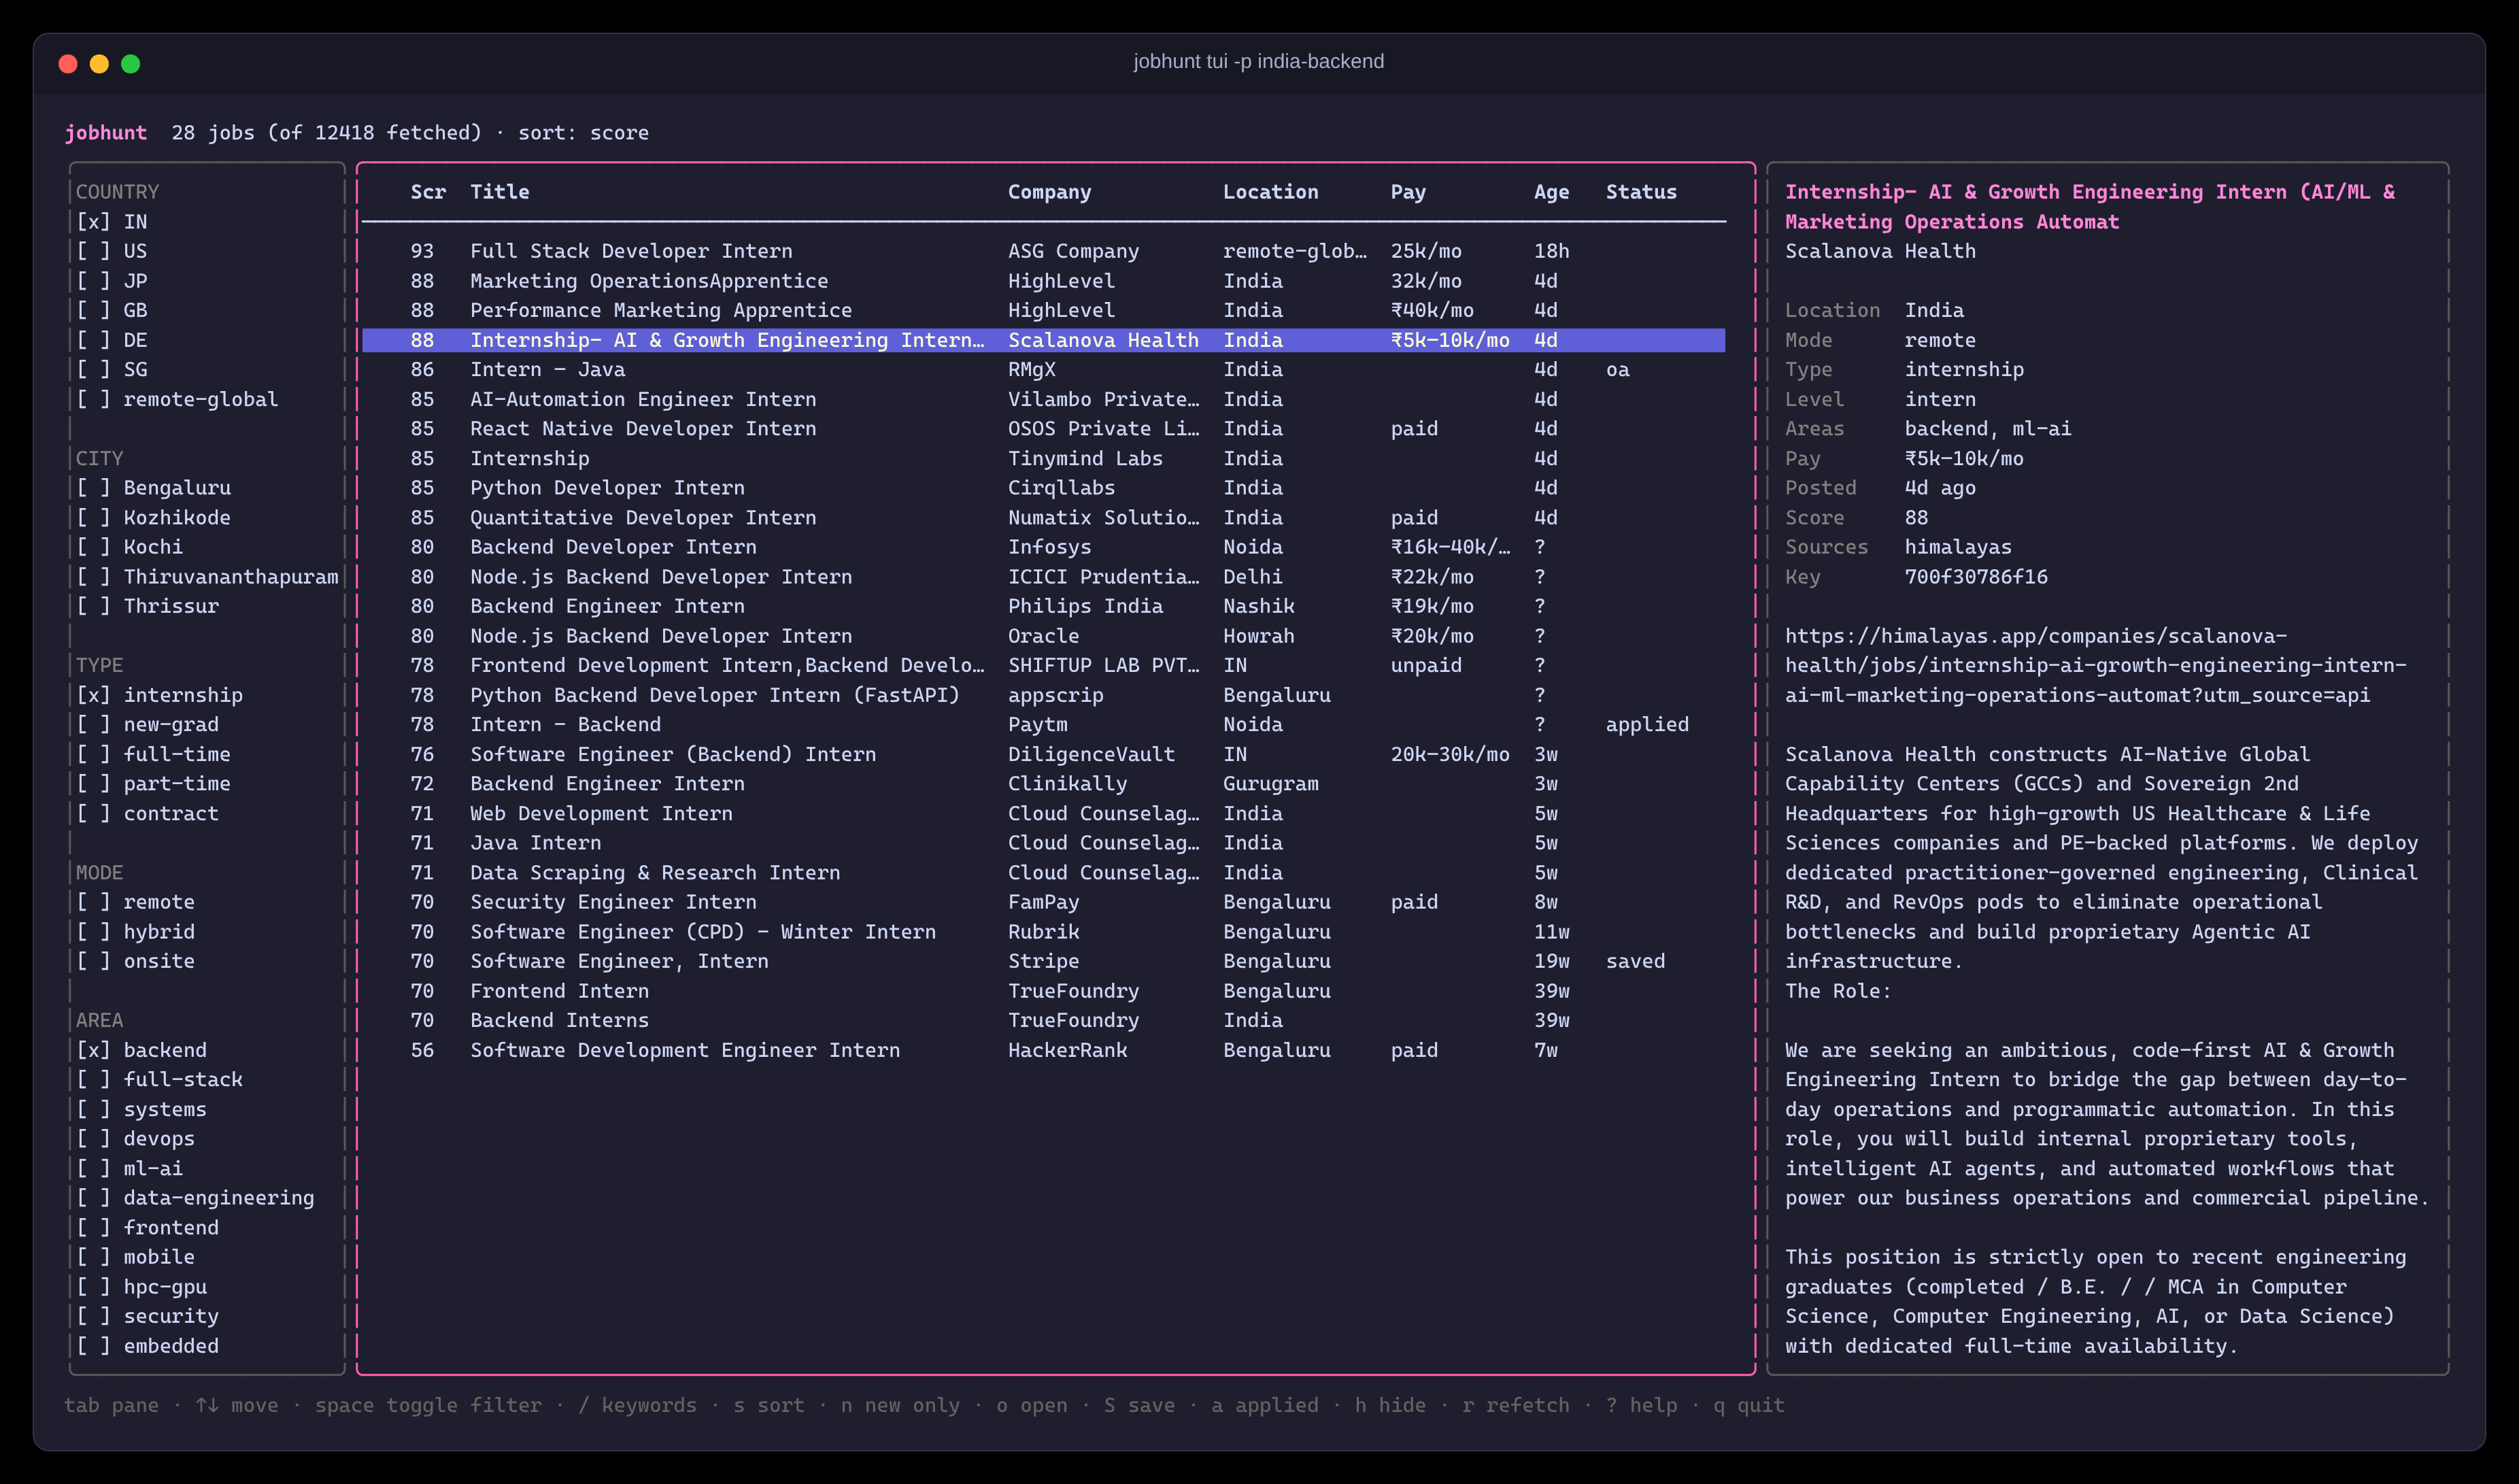 jobhunt tui -p india-backend
jobhunt  28 jobs (of 12418 fetched) · sort: score
COUNTRY
[x] IN
[ ] US
[ ] JP
[ ] GB
[ ] DE
[ ] SG
[ ] remote-global
CITY
[ ] Bengaluru
[ ] Kozhikode
[ ] Kochi
[ ] Thiruvananthapuram
[ ] Thrissur
TYPE
[x] internship
[ ] new-grad
[ ] full-time
[ ] part-time
[ ] contract
MODE
[ ] remote
[ ] hybrid
[ ] onsite
AREA
[x] backend
[ ] full-stack
[ ] systems
[ ] devops
[ ] ml-ai
[ ] data-engineering
[ ] frontend
[ ] mobile
[ ] hpc-gpu
[ ] security
[ ] embedded
Scr  Title  Company  Location  Pay  Age  Status
93  Full Stack Developer Intern  ASG Company  remote-glob…  25k/mo  18h
88  Marketing OperationsApprentice  HighLevel  India  32k/mo  4d
88  Performance Marketing Apprentice  HighLevel  India  ₹40k/mo  4d
88  Internship- AI & Growth Engineering Intern…  Scalanova Health  India  ₹5k-10k/mo  4d
86  Intern - Java  RMgX  India  4d  oa
85  AI-Automation Engineer Intern  Vilambo Private…  India  4d
85  React Native Developer Intern  OSOS Private Li…  India  paid  4d
85  Internship  Tinymind Labs  India  4d
85  Python Developer Intern  Cirqllabs  India  4d
85  Quantitative Developer Intern  Numatix Solutio…  India  paid  4d
80  Backend Developer Intern  Infosys  Noida  ₹16k-40k/…  ?
80  Node.js Backend Developer Intern  ICICI Prudentia…  Delhi  ₹22k/mo  ?
80  Backend Engineer Intern  Philips India  Nashik  ₹19k/mo  ?
80  Node.js Backend Developer Intern  Oracle  Howrah  ₹20k/mo  ?
78  Frontend Development Intern,Backend Develo…  SHIFTUP LAB PVT…  IN  unpaid  ?
78  Python Backend Developer Intern (FastAPI)  appscrip  Bengaluru  ?
78  Intern - Backend  Paytm  Noida  ?  applied
76  Software Engineer (Backend) Intern  DiligenceVault  IN  20k-30k/mo  3w
72  Backend Engineer Intern  Clinikally  Gurugram  3w
71  Web Development Intern  Cloud Counselag…  India  5w
71  Java Intern  Cloud Counselag…  India  5w
71  Data Scraping & Research Intern  Cloud Counselag…  India  5w
70  Security Engineer Intern  FamPay  Bengaluru  paid  8w
70  Software Engineer (CPD) - Winter Intern  Rubrik  Bengaluru  11w
70  Software Engineer, Intern  Stripe  Bengaluru  19w  saved
70  Frontend Intern  TrueFoundry  Bengaluru  39w
70  Backend Interns  TrueFoundry  India  39w
56  Software Development Engineer Intern  HackerRank  Bengaluru  paid  7w
Internship- AI & Growth Engineering Intern (AI/ML &
Marketing Operations Automat
Scalanova Health
Location  India
Mode  remote
Type  internship
Level  intern
Areas  backend, ml-ai
Pay  ₹5k-10k/mo
Posted  4d ago
Score  88
Sources  himalayas
Key  700f30786f16
https://himalayas.app/companies/scalanova-
health/jobs/internship-ai-growth-engineering-intern-
ai-ml-marketing-operations-automat?utm_source=api
Scalanova Health constructs AI-Native Global
Capability Centers (GCCs) and Sovereign 2nd
Headquarters for high-growth US Healthcare & Life
Sciences companies and PE-backed platforms. We deploy
dedicated practitioner-governed engineering, Clinical
R&D, and RevOps pods to eliminate operational
bottlenecks and build proprietary Agentic AI
infrastructure.
The Role:
We are seeking an ambitious, code-first AI & Growth
Engineering Intern to bridge the gap between day-to-
day operations and programmatic automation. In this
role, you will build internal proprietary tools,
intelligent AI agents, and automated workflows that
power our business operations and commercial pipeline.
This position is strictly open to recent engineering
graduates (completed / B.E. / / MCA in Computer
Science, Computer Engineering, AI, or Data Science)
with dedicated full-time availability.
tab pane · ↑↓ move · space toggle filter · / keywords · s sort · n new only · o open · S save · a applied · h hide · r refetch · ? help · q quit